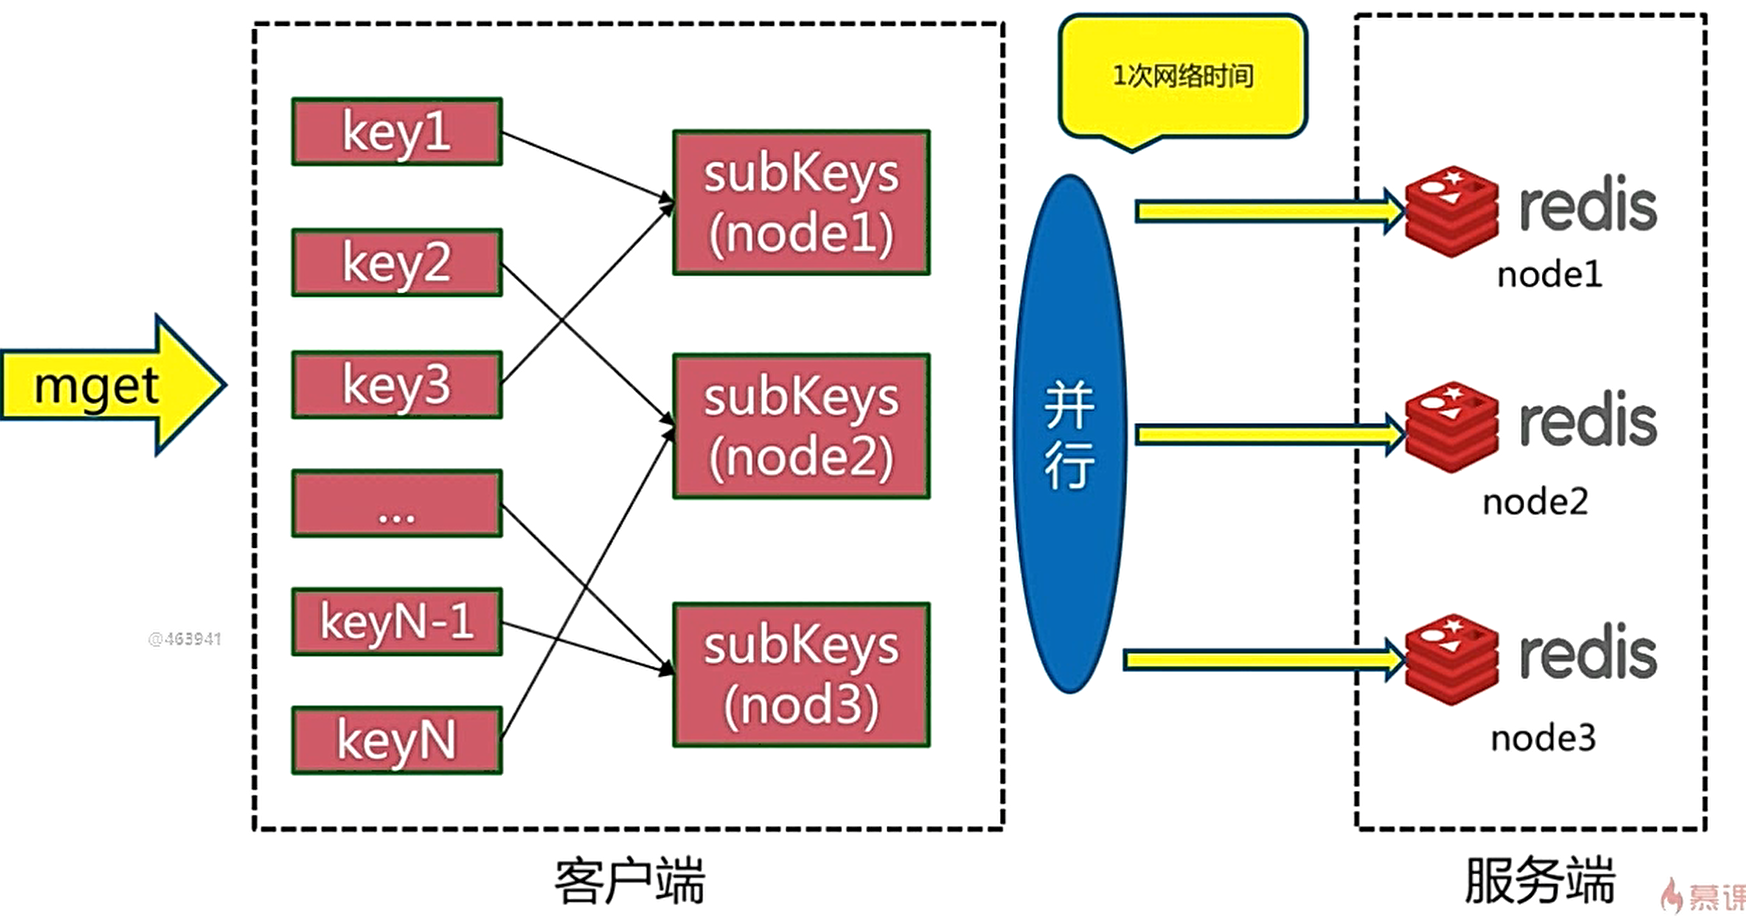 mget
key1
key2
key3
...
keyN-1
keyN
subKeys
(node1)
subKeys
(node2)
subKeys
(nod3)
客户端
1次网络时间
并
行
redis
node1
redis
node2
redis
node3
服务端
@463941
慕课